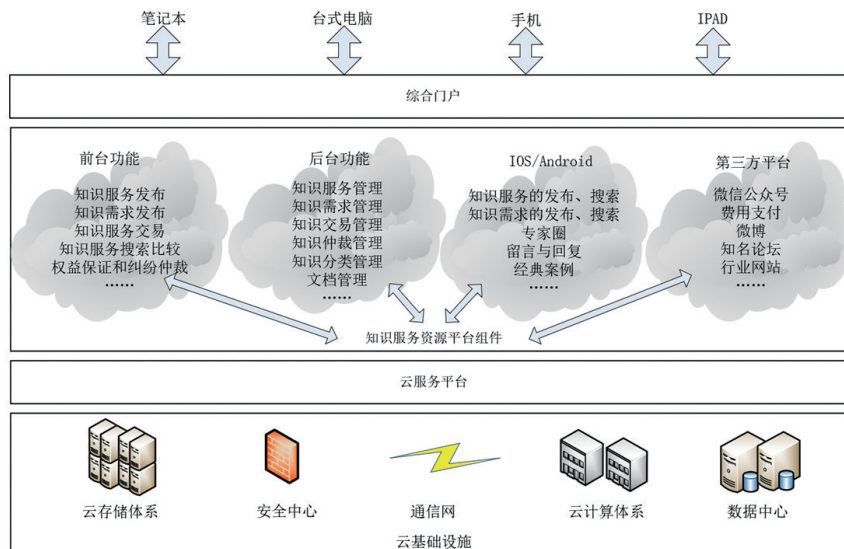 笔记本
台式电脑
手机
IPAD
综合门户
前台功能
知识服务发布
知识需求发布
知识服务交易
知识服务搜索比较
权益保证和纠纷仲裁
......
后台功能
知识服务管理
知识需求管理
知识交易管理
知识仲裁管理
知识分类管理
文档管理
......
IOS/Android
知识服务的发布、搜索
知识需求的发布、搜索
专家圈
留言与回复
经典案例
......
第三方平台
微信公众号
费用支付
微博
知名论坛
行业网站
......
知识服务资源平台组件
云服务平台
云存储体系
安全中心
通信网
云计算体系
数据中心
云基础设施